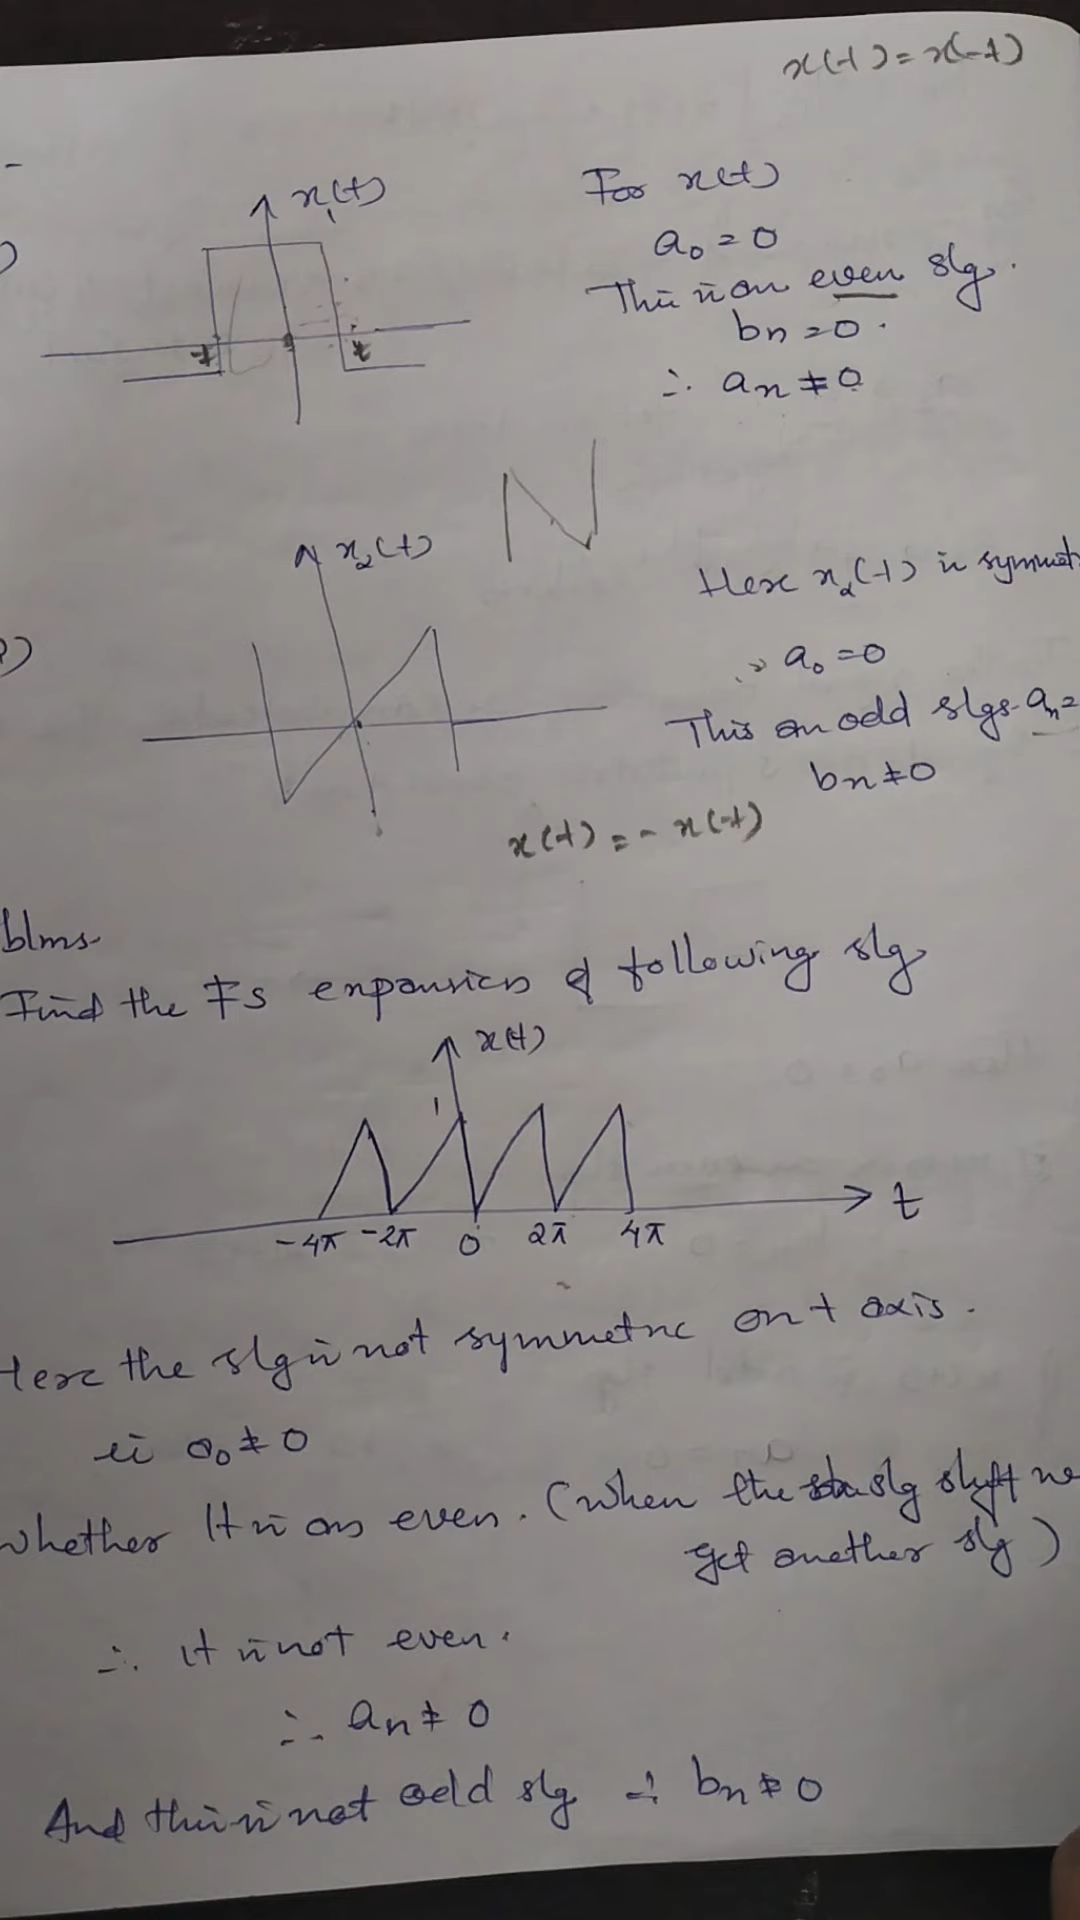 x(t) = x(-t)
x₁(t)
For x(t)
a₀ = 0
This is an even slg.
bn = 0.
∴ an ≠ 0
-t t
x₂(t)
Here x₂(t) is symmet
2)
∴ a₀ = 0
This an odd slgs. an =
bn ≠ 0
x(t) = - x(-t)
blms.
Find the FS expansion of following slg
x(t)
1
t
-4π -2π 0 2π 4π
Here the slg is not symmetric on t axis.
ie a₀ ≠ 0
whether It is an even. (when the slg shift we
get another slg)
∴ it is not even.
∴ an ≠ 0
And this is not odd slg ∴ bn ≠ 0